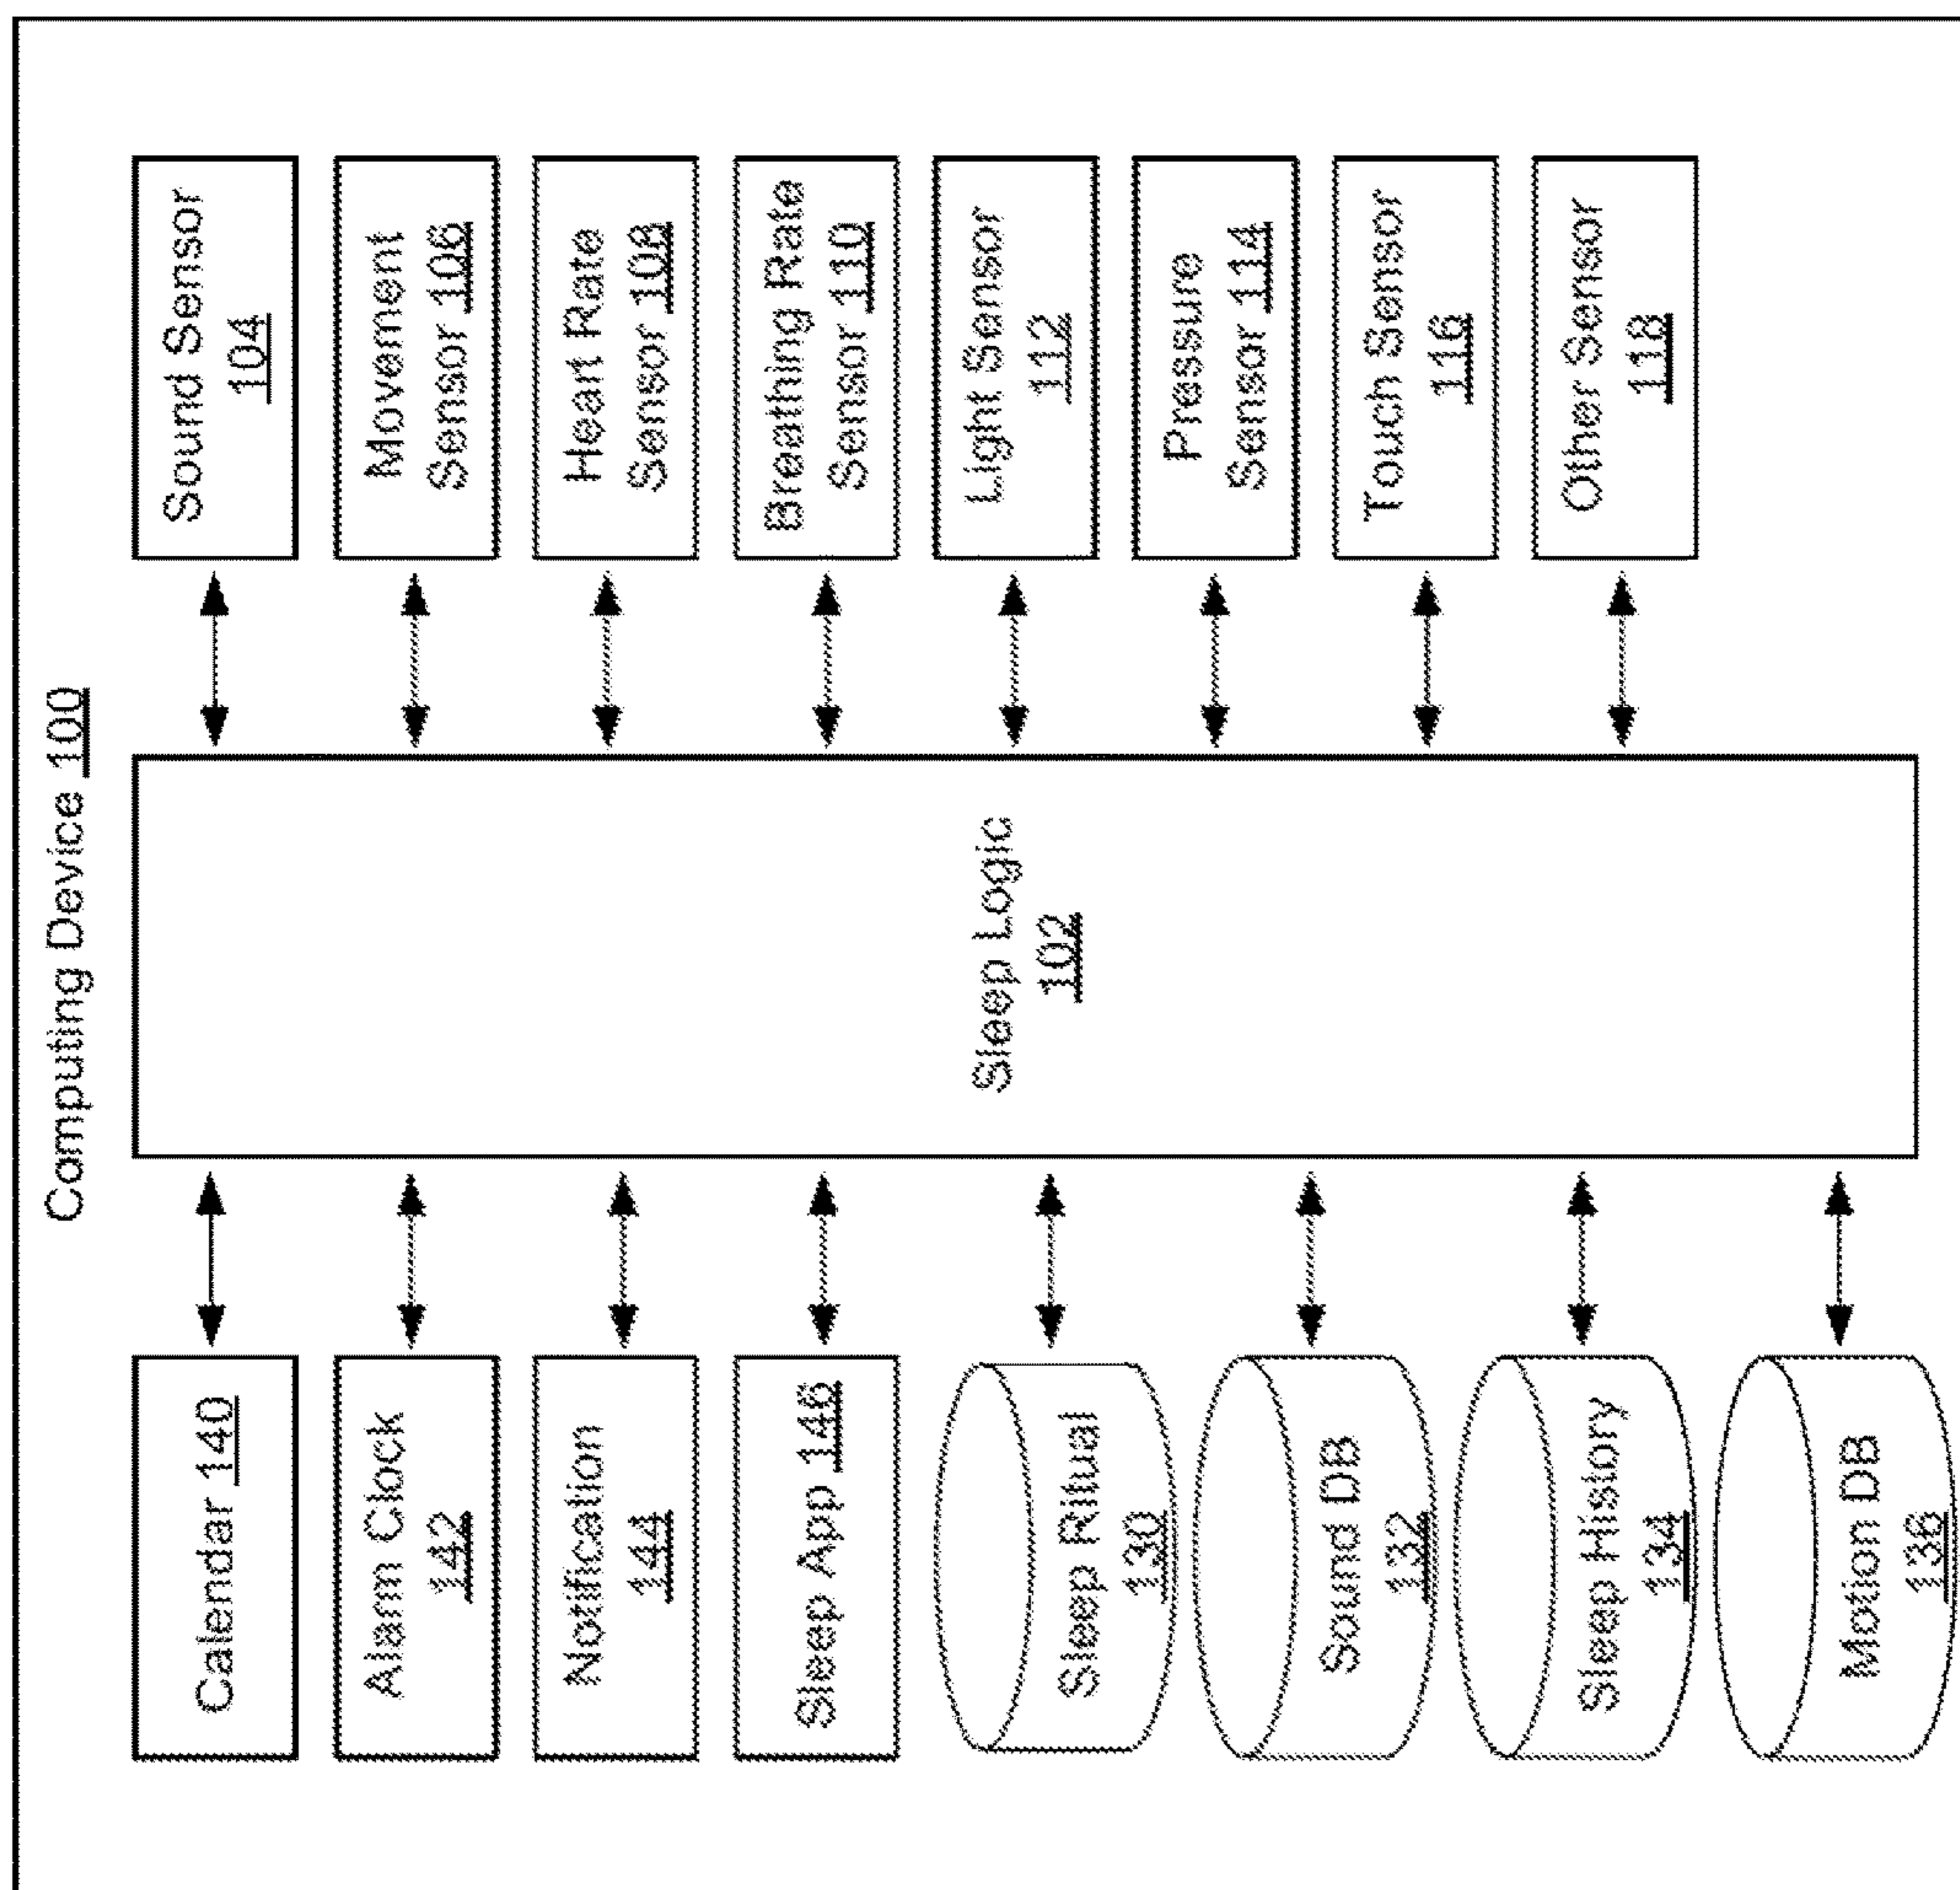 Computing Device 100
Calendar 140
Alarm Clock
142
Notification
144
Sleep App 146
Sleep Ritual
130
Sound DB
132
Sleep History
134
Motion DB
136
Sleep Logic
102
Sound Sensor
104
Movement
Sensor 106
Heart Rate
Sensor 108
Breathing Rate
Sensor 110
Light Sensor
112
Pressure
Sensor 114
Touch Sensor
116
Other Sensor
118